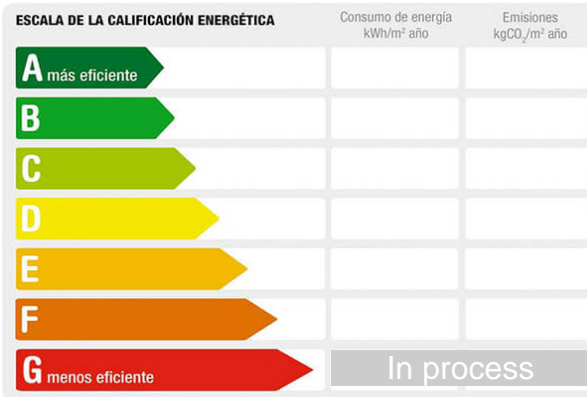 ESCALA DE LA CALIFICACIÓN ENERGÉTICA
Consumo de energía
kWh/m² año
Emisiones
kgCO₂/m² año
A más eficiente
B
C
D
E
F
G menos eficiente
In process